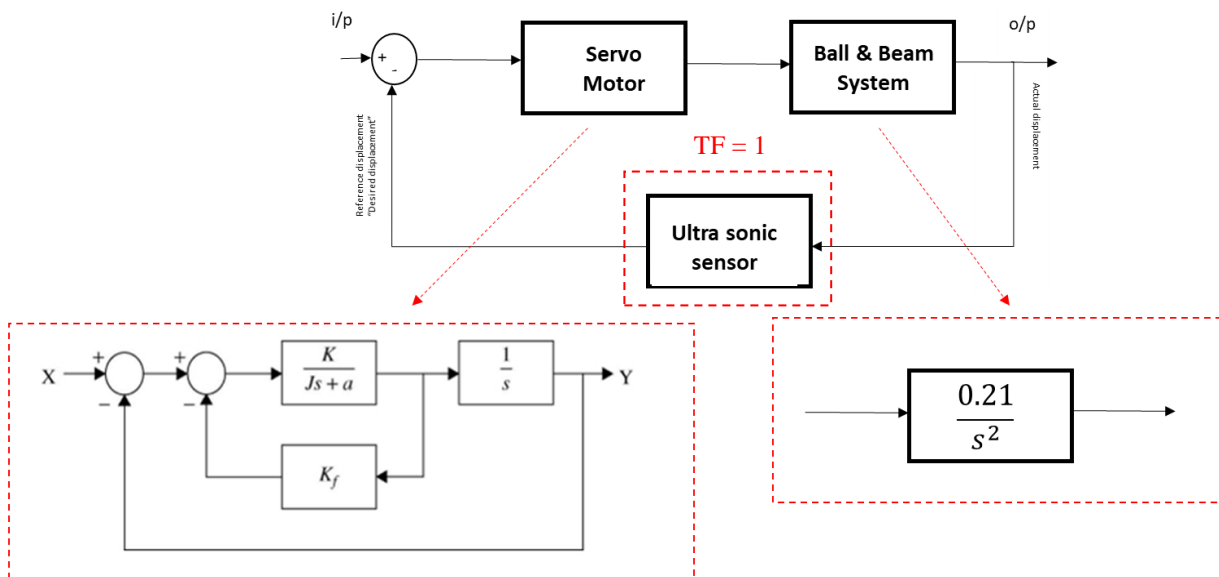 i/p
o/p
+
-
Servo
Motor
Ball & Beam
System
Reference displacement
“Desired displacement”
Actual displacement
TF = 1
Ultra sonic
sensor
X
+
−
+
−
K
Js + a
1
s
Y
K_f
0.21
s²